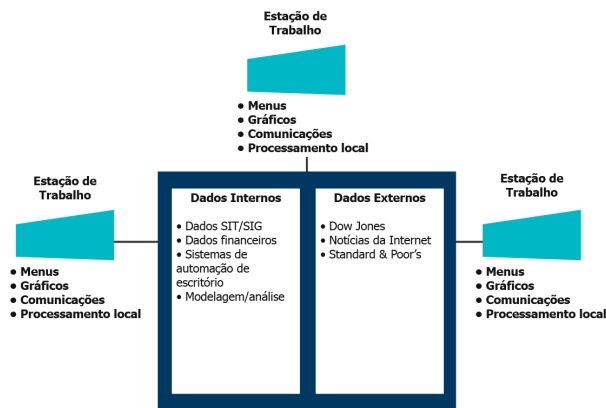 Estação de
Trabalho
• Menus
• Gráficos
• Comunicações
• Processamento local
Estação de
Trabalho
• Menus
• Gráficos
• Comunicações
• Processamento local
Dados Internos
• Dados SIT/SIG
• Dados financeiros
• Sistemas de
automação de
escritório
• Modelagem/análise
Dados Externos
• Dow Jones
• Notícias da Internet
• Standard & Poor’s
Estação de
Trabalho
• Menus
• Gráficos
• Comunicações
• Processamento local